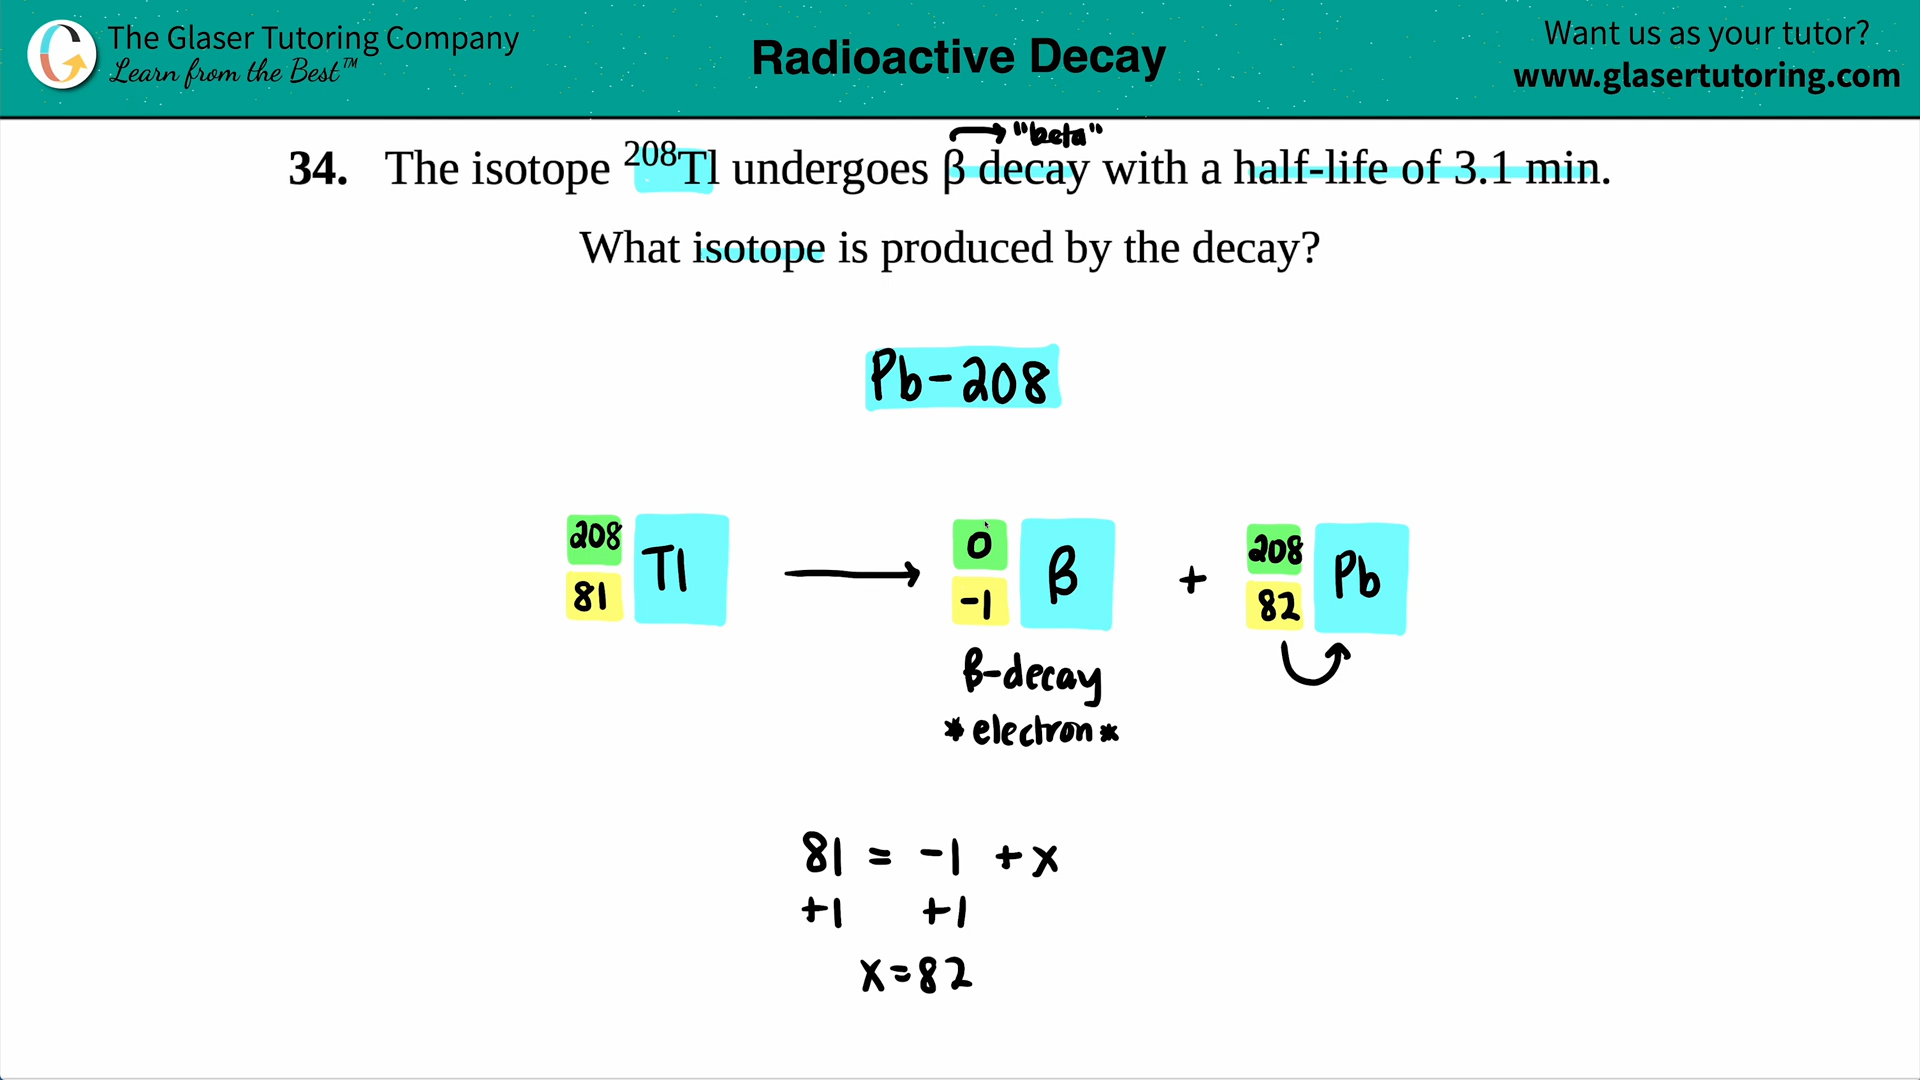 The Glaser Tutoring Company
Learn from the Best™
Radioactive Decay
Want us as your tutor?
www.glasertutoring.com
"beta"
34. The isotope ²⁰⁸Tl undergoes β decay with a half-life of 3.1 min.
What isotope is produced by the decay?
Pb-208
208
81 Tl → 0
-1 β + 208
82 Pb
β-decay
*electron*
81 = -1 + x
+1 +1
x=82